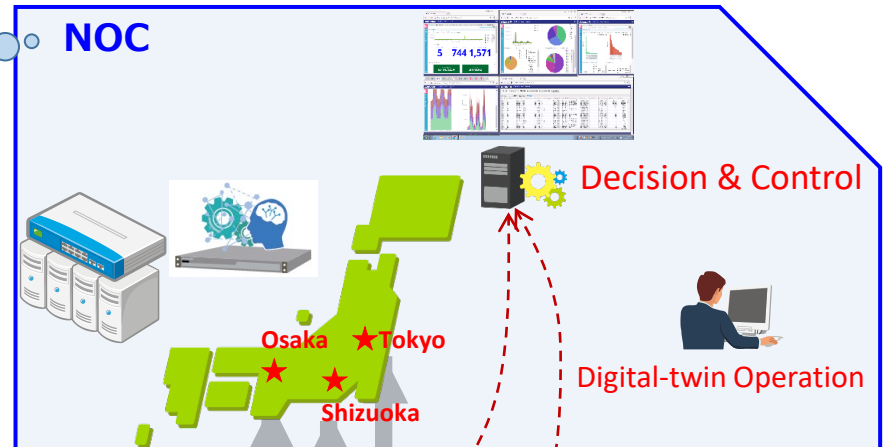 NOC
5 744 1,571
Decision & Control
Osaka
Tokyo
Shizuoka
Digital-twin Operation